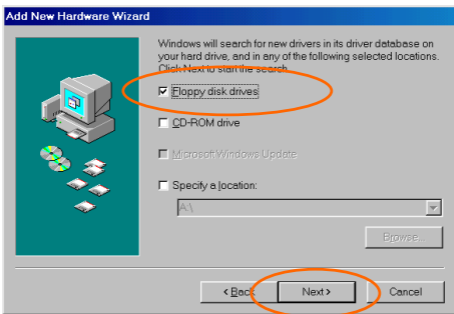 Add New Hardware Wizard
Windows will search for new drivers in its driver database on
your hard drive, and in any of the following selected locations.
Click Next to start the search.
Floppy disk drives
CD-ROM drive
Microsoft Windows Update
Specify a location:
A:\
Browse...
< Back
Next >
Cancel